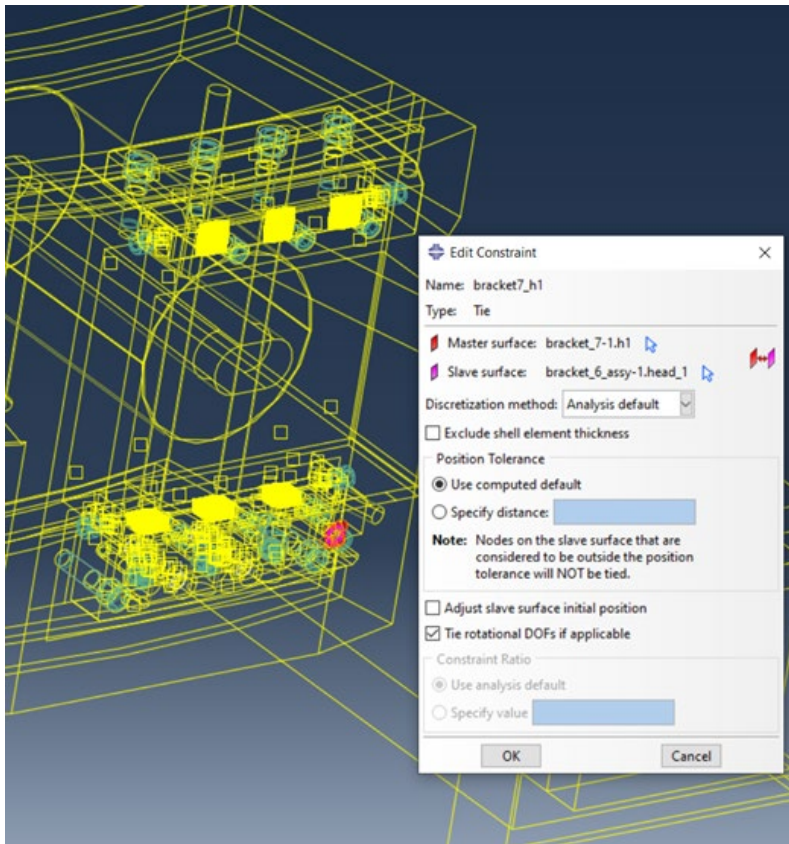 Edit Constraint
Name: bracket7_h1
Type: Tie
Master surface: bracket_7-1.h1
Slave surface: bracket_6_assy-1.head_1
Discretization method: Analysis default
Exclude shell element thickness
Position Tolerance
Use computed default
Specify distance:
Note: Nodes on the slave surface that are
considered to be outside the position
tolerance will NOT be tied.
Adjust slave surface initial position
Tie rotational DOFs if applicable
Constraint Ratio
Use analysis default
Specify value
OK Cancel